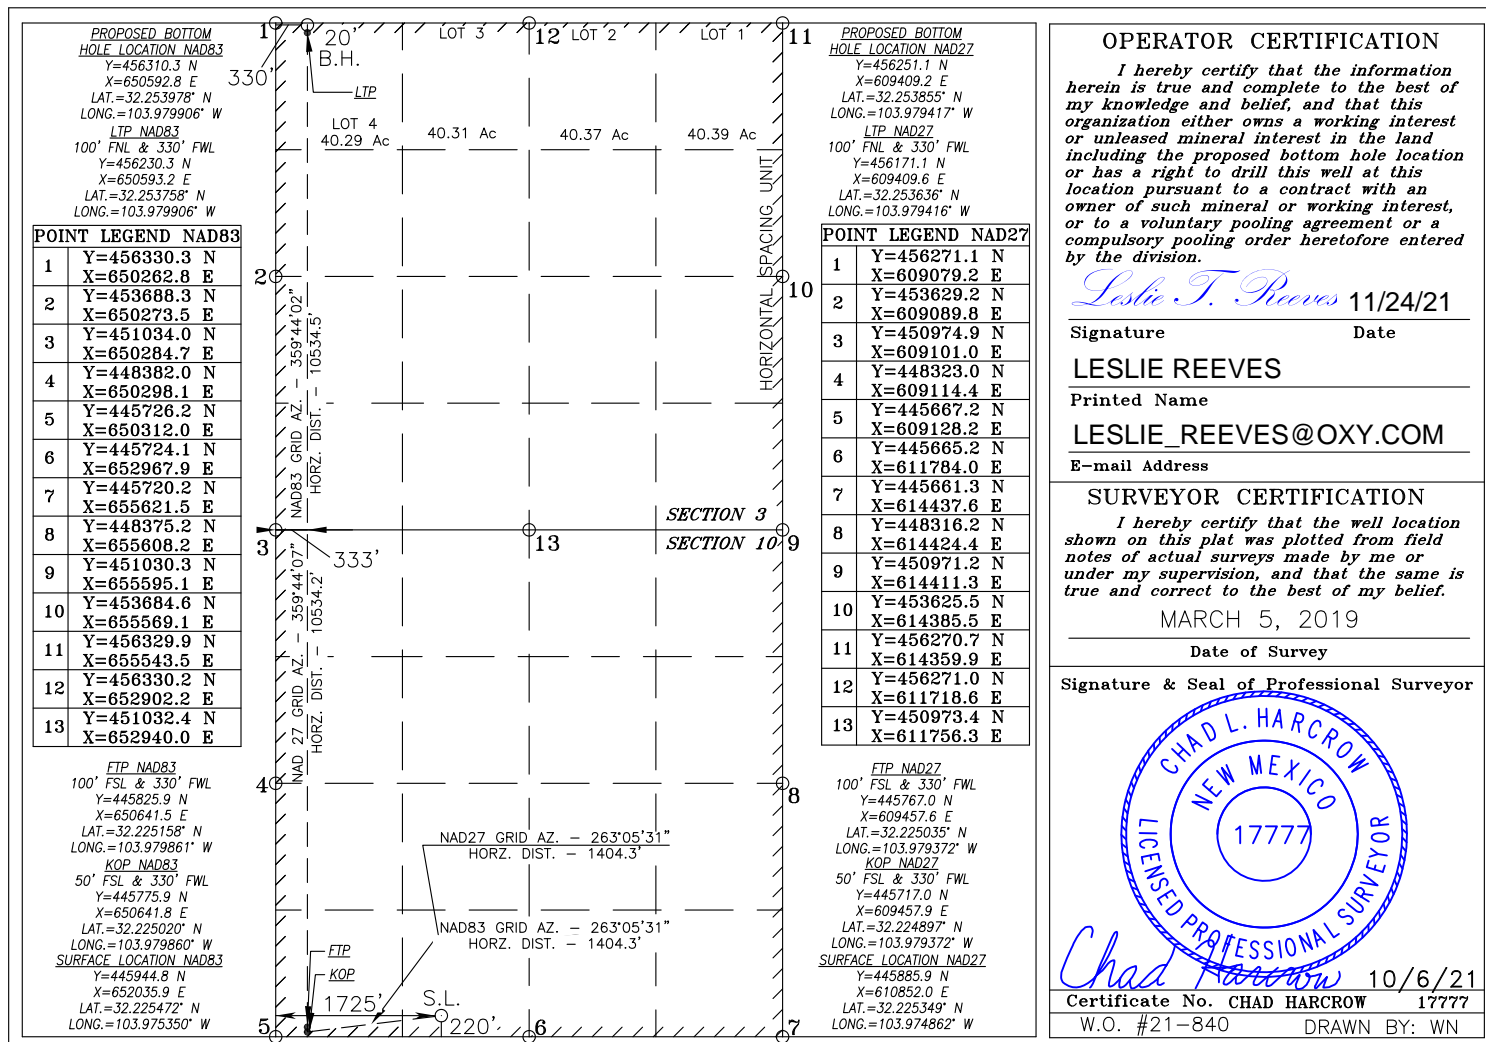 PROPOSED BOTTOM
HOLE LOCATION NAD83
Y=456310.3 N
X=650592.8 E
LAT.=32.253978° N
LONG.=103.979906° W
LTP NAD83
100' FNL & 330' FWL
Y=456230.3 N
X=650593.2 E
LAT.=32.253758° N
LONG.=103.979906° W
POINT LEGEND NAD83
1 Y=456330.3 N
X=650262.8 E
2 Y=453688.3 N
X=650273.5 E
3 Y=451034.0 N
X=650284.7 E
4 Y=448382.0 N
X=650298.1 E
5 Y=445726.2 N
X=650312.0 E
6 Y=445724.1 N
X=652967.9 E
7 Y=445720.2 N
X=655621.5 E
8 Y=448375.2 N
X=655608.2 E
9 Y=451030.3 N
X=655595.1 E
10 Y=453684.6 N
X=655569.1 E
11 Y=456329.9 N
X=655543.5 E
12 Y=456330.2 N
X=652902.2 E
13 Y=451032.4 N
X=652940.0 E
FTP NAD83
100' FSL & 330' FWL
Y=445825.9 N
X=650641.5 E
LAT.=32.225158° N
LONG.=103.979861° W
KOP NAD83
50' FSL & 330' FWL
Y=445775.9 N
X=650641.8 E
LAT.=32.225020° N
LONG.=103.979860° W
SURFACE LOCATION NAD83
Y=445944.8 N
X=652035.9 E
LAT.=32.225472° N
LONG.=103.975350° W
1
20'
B.H.
330'
LTP
LOT 3
12
LOT 2
LOT 1
11
LOT 4
40.29 Ac
40.31 Ac
40.37 Ac
40.39 Ac
HORIZONTAL SPACING UNIT
2
10
NAD83 GRID AZ. - 359°44'02"
HORZ. DIST. - 10534.5'
SECTION 3
3
333'
13
SECTION 10
9
NAD 27 GRID AZ. - 359°44'07"
HORZ. DIST. - 10534.2'
4
8
NAD27 GRID AZ. - 263°05'31"
HORZ. DIST. - 1404.3'
NAD83 GRID AZ. - 263°05'31"
HORZ. DIST. - 1404.3'
FTP
KOP
1725'
S.L.
220'
5
6
7
PROPOSED BOTTOM
HOLE LOCATION NAD27
Y=456251.1 N
X=609409.2 E
LAT.=32.253855° N
LONG.=103.979417° W
LTP NAD27
100' FNL & 330' FWL
Y=456171.1 N
X=609409.6 E
LAT.=32.253636° N
LONG.=103.979416° W
POINT LEGEND NAD27
1 Y=456271.1 N
X=609079.2 E
2 Y=453629.2 N
X=609089.8 E
3 Y=450974.9 N
X=609101.0 E
4 Y=448323.0 N
X=609114.4 E
5 Y=445667.2 N
X=609128.2 E
6 Y=445665.2 N
X=611784.0 E
7 Y=445661.3 N
X=614437.6 E
8 Y=448316.2 N
X=614424.4 E
9 Y=450971.2 N
X=614411.3 E
10 Y=453625.5 N
X=614385.5 E
11 Y=456270.7 N
X=614359.9 E
12 Y=456271.0 N
X=611718.6 E
13 Y=450973.4 N
X=611756.3 E
FTP NAD27
100' FSL & 330' FWL
Y=445767.0 N
X=609457.6 E
LAT.=32.225035° N
LONG.=103.979372° W
KOP NAD27
50' FSL & 330' FWL
Y=445717.0 N
X=609457.9 E
LAT.=32.224897° N
LONG.=103.979372° W
SURFACE LOCATION NAD27
Y=445885.9 N
X=610852.0 E
LAT.=32.225349° N
LONG.=103.974862° W
OPERATOR CERTIFICATION
I hereby certify that the information
herein is true and complete to the best of
my knowledge and belief, and that this
organization either owns a working interest
or unleased mineral interest in the land
including the proposed bottom hole location
or has a right to drill this well at this
location pursuant to a contract with an
owner of such mineral or working interest,
or to a voluntary pooling agreement or a
compulsory pooling order heretofore entered
by the division.
Leslie T. Reeves 11/24/21
Signature Date
LESLIE REEVES
Printed Name
LESLIE_REEVES@OXY.COM
E-mail Address
SURVEYOR CERTIFICATION
I hereby certify that the well location
shown on this plat was plotted from field
notes of actual surveys made by me or
under my supervision, and that the same is
true and correct to the best of my belief.
MARCH 5, 2019
Date of Survey
Signature & Seal of Professional Surveyor
CHAD L. HARCROW
NEW MEXICO
17777
LICENSED PROFESSIONAL SURVEYOR
Chad Harcrow 10/6/21
Certificate No. CHAD HARCROW 17777
W.O. #21-840 DRAWN BY: WN